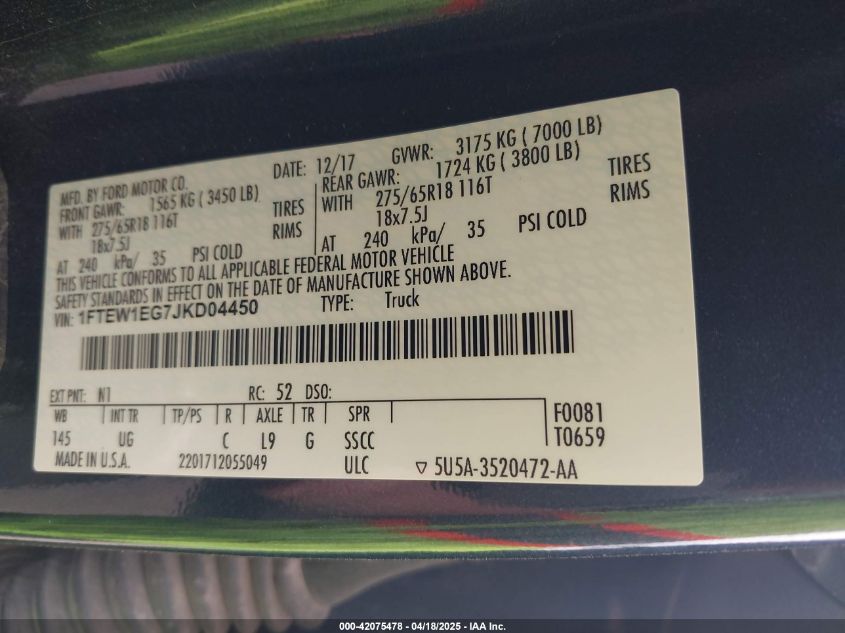 MFD. BY FORD MOTOR CO.
DATE: 12/17 GVWR: 3175 KG ( 7000 LB)
FRONT GAWR: 1565 KG ( 3450 LB) REAR GAWR: 1724 KG ( 3800 LB)
WITH 275/65R18 116T TIRES WITH 275/65R18 116T TIRES
18x7.5J RIMS 18x7.5J RIMS
AT 240 kPa/ 35 PSI COLD AT 240 kPa/ 35 PSI COLD
THIS VEHICLE CONFORMS TO ALL APPLICABLE FEDERAL MOTOR VEHICLE
SAFETY STANDARDS IN EFFECT ON THE DATE OF MANUFACTURE SHOWN ABOVE.
VIN: 1FTEW1EG7JKD04450 TYPE: Truck
EXT PNT: N1 RC: 52 DSO:
WB INT TR TP/PS R AXLE TR SPR F0081
145 UG C L9 G SSCC T0659
MADE IN U.S.A. 2201712055049 ULC ▽ 5U5A-3520472-AA
000-42075478 - 04/18/2025 - IAA Inc.